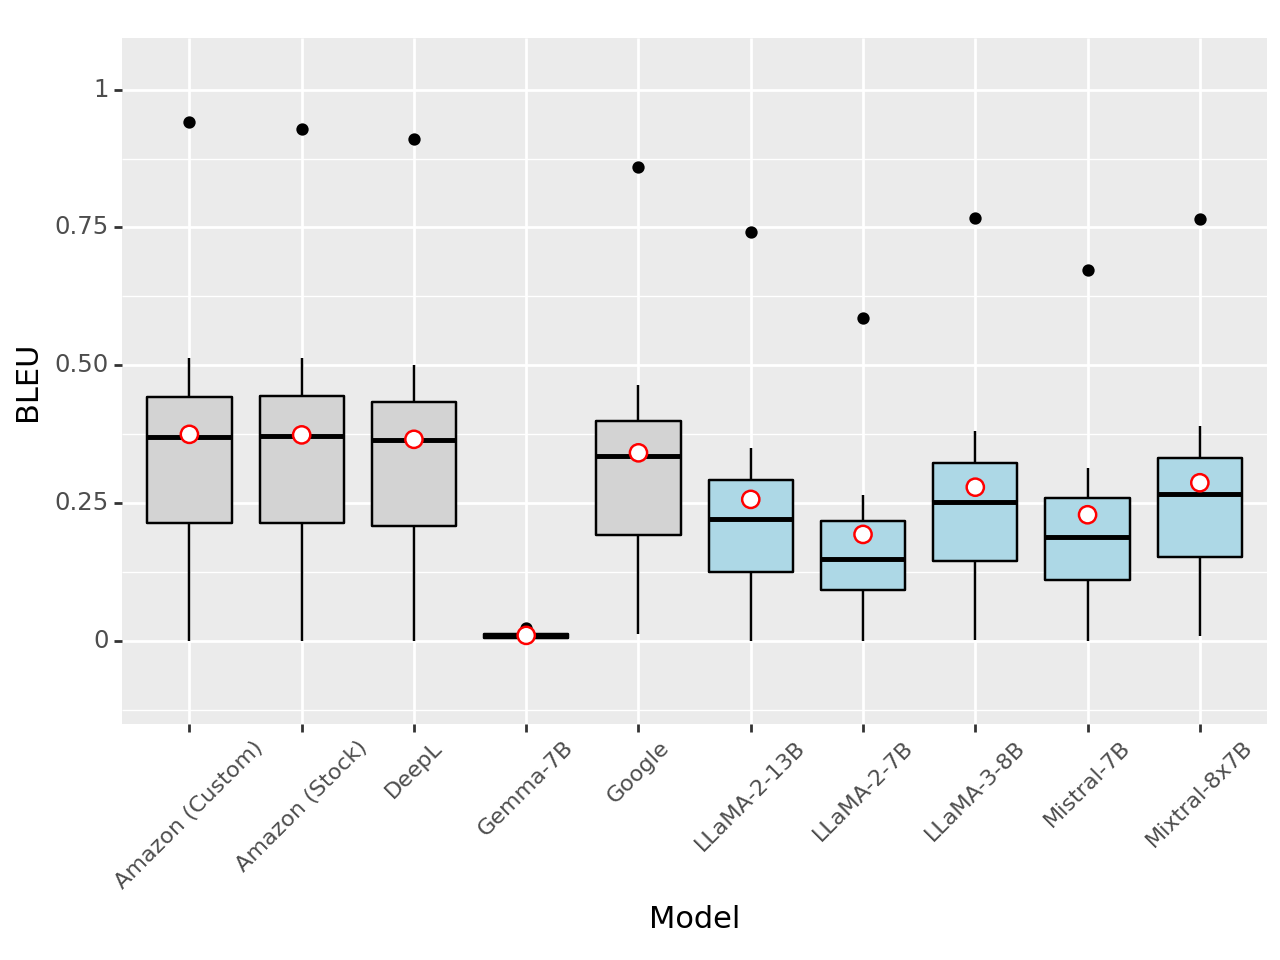 1
0.75
0.50
0.25
0
BLEU
Amazon (Custom)
Amazon (Stock)
DeepL
Gemma-7B
Google
LLaMA-2-13B
LLaMA-2-7B
LLaMA-3-8B
Mistral-7B
Mixtral-8x7B
Model